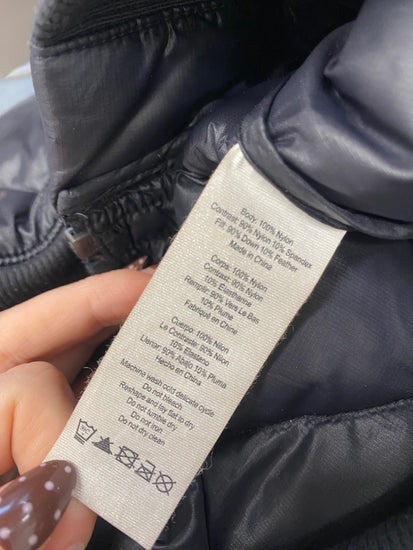 Body: 100% Nylon
Contrast: 90% Nylon 10% Spandex
Fill: 90% Down 10% Feather
Made in China
Corps: 100% Nylon
Contrast: 90% Nylon
10% Élasthanne
Remplir: 90% Vers Le Bas
10% Plume
Fabriqué en Chine
Cuerpo: 100% Nilon
Le Contraste: 90% Nilon
10% Elastano
Llenar: 90% Abajo 10% Pluma
Hecho en China
Machine wash cold delicate cycle
Do not bleach
Reshape and lay flat to dry
Do not tumble dry
Do not iron
Do not dry clean